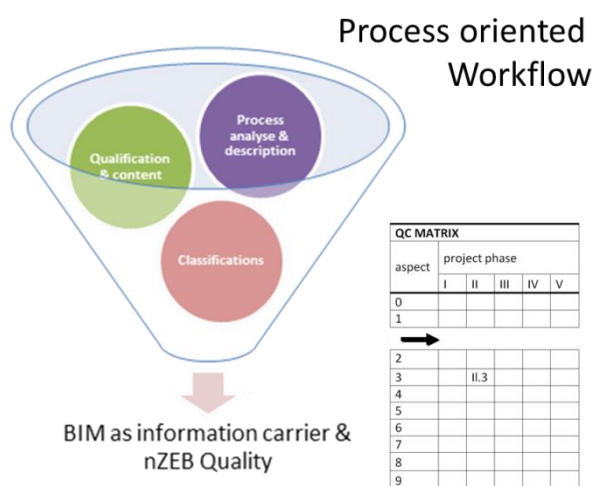 Process oriented
Workflow
Process
analyse &
description
Qualification
& content
Classifications
BIM as information carrier &
nZEB Quality
QC MATRIX
aspect project phase
I II III IV V
0
1
2
3 II.3
4
5
6
7
8
9